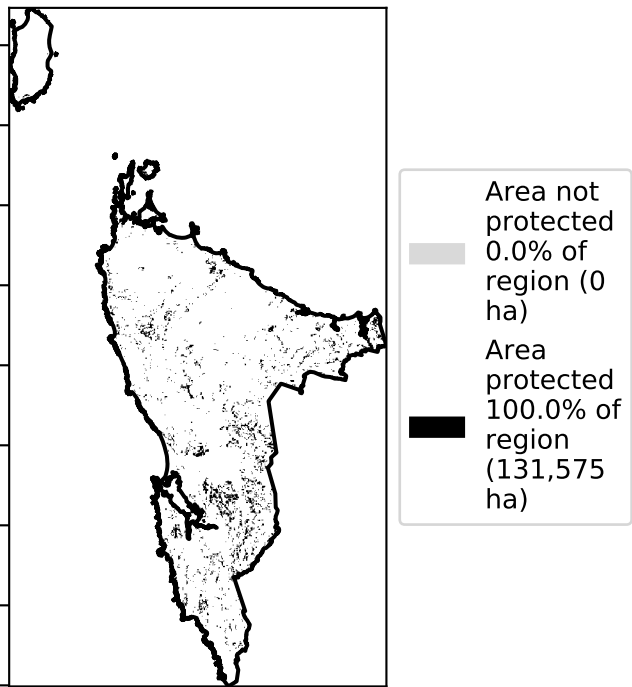 Area not
protected
0.0% of
region (0
ha)
Area
protected
100.0% of
region
(131,575
ha)